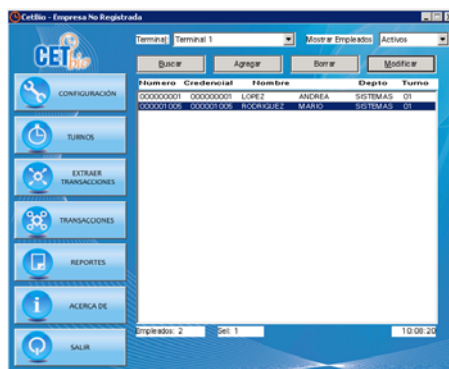 CetBio - Empresa No Registrada
CET
bio
Terminal: Terminal 1 Mostrar Empleados Activos
Buscar Agregar Borrar Modificar
Numero Credencial Nombre Depto Turno
000000001 000000001 LOPEZ ANDREA SISTEMAS 01
000001005 000001005 RODRIGUEZ MARIO SISTEMAS 01
CONFIGURACIÓN
TURNOS
EXTRAER
TRANSACCIONES
TRANSACCIONES
REPORTES
ACERCA DE
SALIR
Empleados: 2 Sel: 1 10:08:20